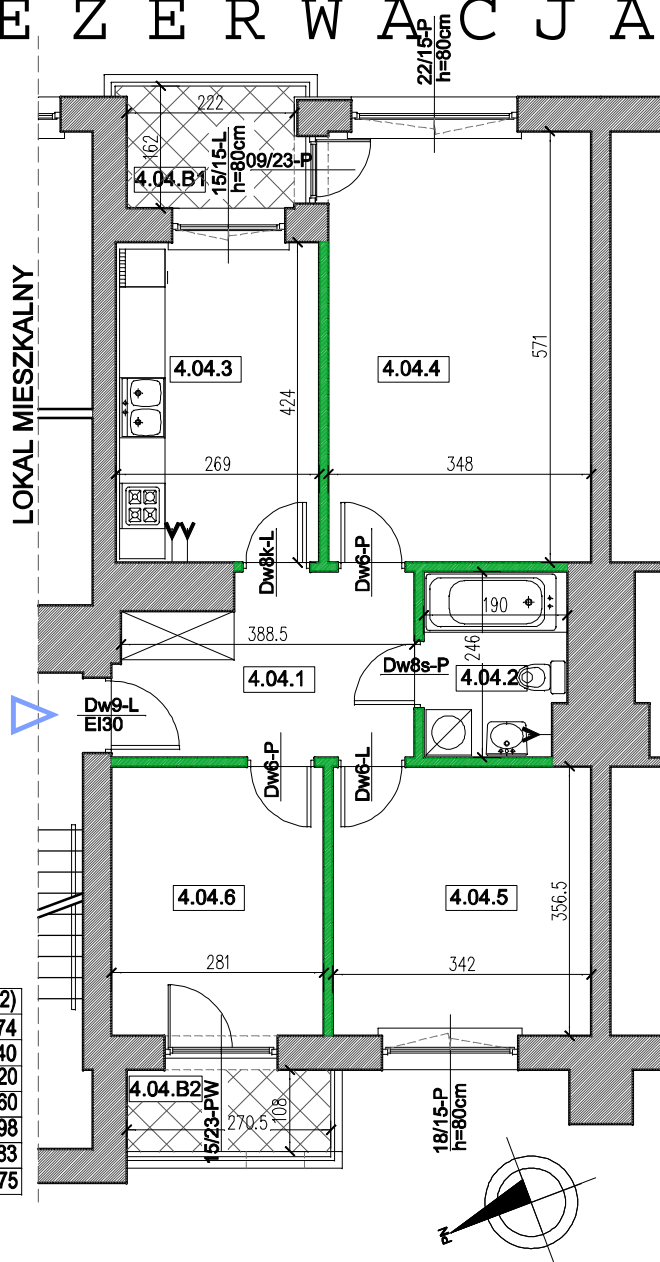 E Z E R W A C J A
22/15-P
h=80cm
222
162
15/15-L
h=80cm
09/23-P
4.04.B1
LOKAL MIESZKALNY
4.04.3
4.04.4
571
424
269
348
Dw8k-L
Dw6-P
190
388.5
246
Dw8s-P
4.04.1
4.04.2
Dw9-L
EI30
Dw6-P
Dw6-L
4.04.6
4.04.5
356.5
281
342
2)
74
40
20
60
98
83
75
4.04.B2
15/23-PW
270.5
108
18/15-P
h=80cm
PN